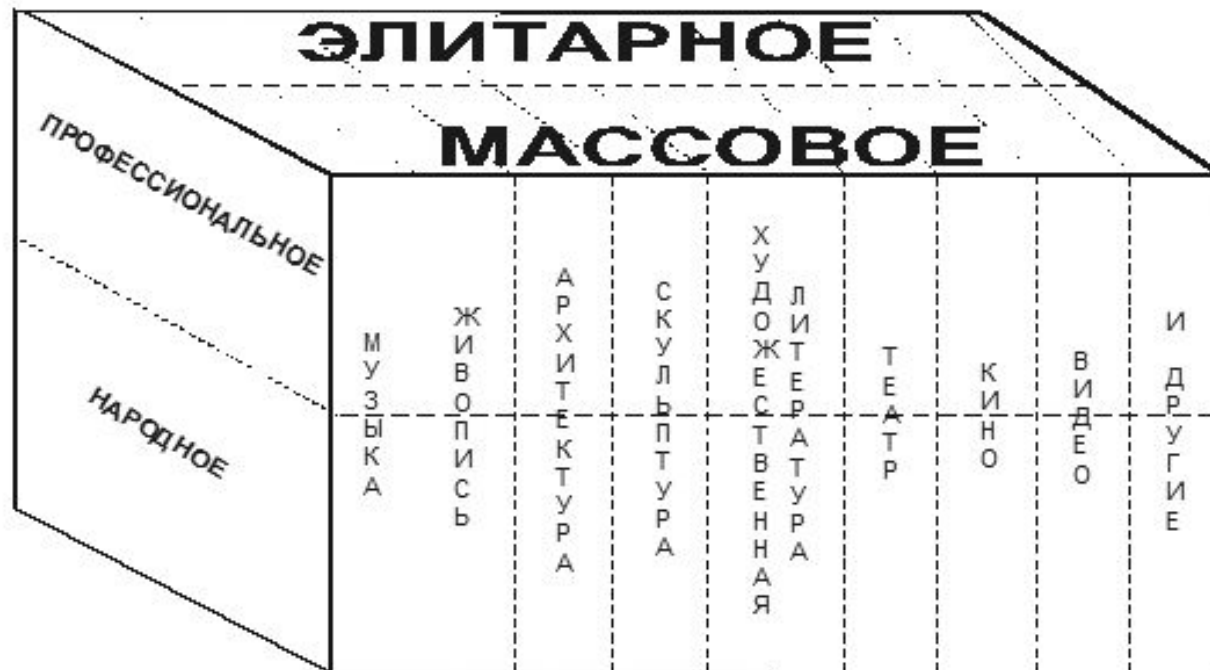 ЭЛИТАРНОЕ
МАССОВОЕ
ПРОФЕССИОНАЛЬНОЕ
НАРОДНОЕ
МУЗЫКА
ЖИВОПИСЬ
АРХИТЕКТУРА
СКУЛЬПТУРА
ХУДОЖЕСТВЕННАЯ
ЛИТЕРАТУРА
ТЕАТР
КИНО
ВИДЕО
И ДРУГИЕ